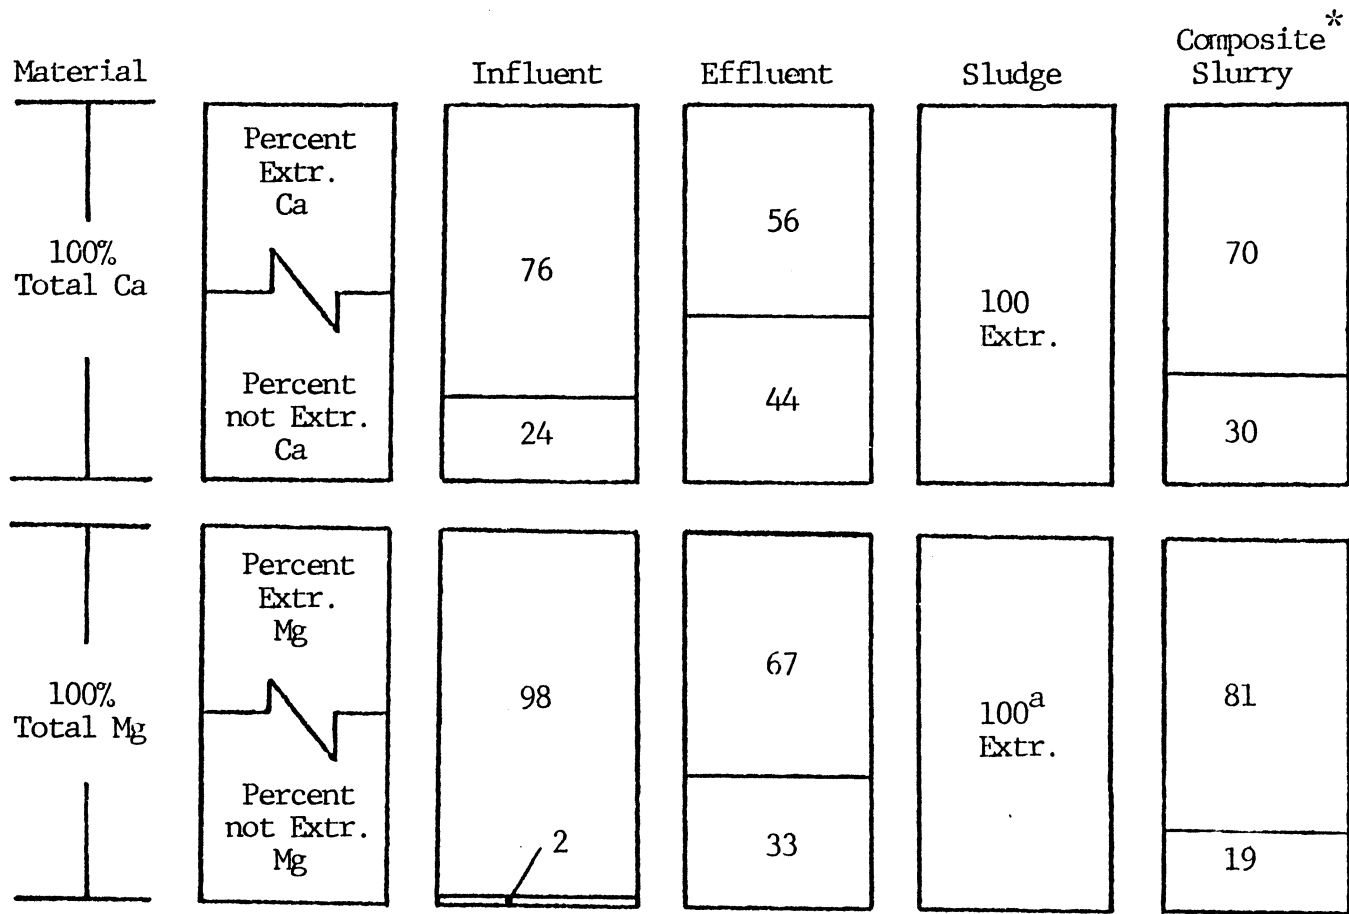 Material
Influent
Effluent
Sludge
Composite*
Slurry
100%
Total Ca
Percent
Extr.
Ca
Percent
not Extr.
Ca
76
24
56
44
100
Extr.
70
30
100%
Total Mg
Percent
Extr.
Mg
Percent
not Extr.
Mg
98
2
67
33
100a
Extr.
81
19